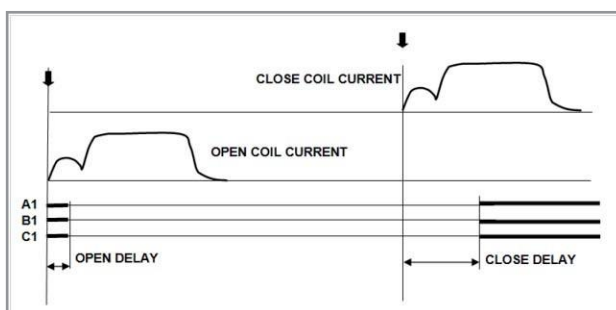 CLOSE COIL CURRENT
OPEN COIL CURRENT
A1
B1
C1
OPEN DELAY
CLOSE DELAY